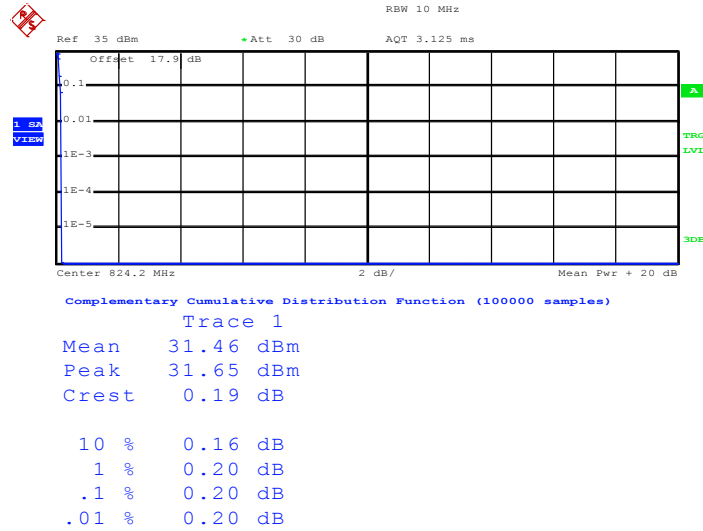 RBW 10 MHz
Ref 35 dBm * Att 30 dB AQT 3.125 ms
Offset 17.9 dB
0.1
A
0.01
1 SA
VIEW
TRG
LVL
1E-3
1E-4
1E-5
3DB
Center 824.2 MHz 2 dB/ Mean Pwr + 20 dB
Complementary Cumulative Distribution Function (100000 samples)
Trace 1
Mean 31.46 dBm
Peak 31.65 dBm
Crest 0.19 dB
10 % 0.16 dB
1 % 0.20 dB
.1 % 0.20 dB
.01 % 0.20 dB